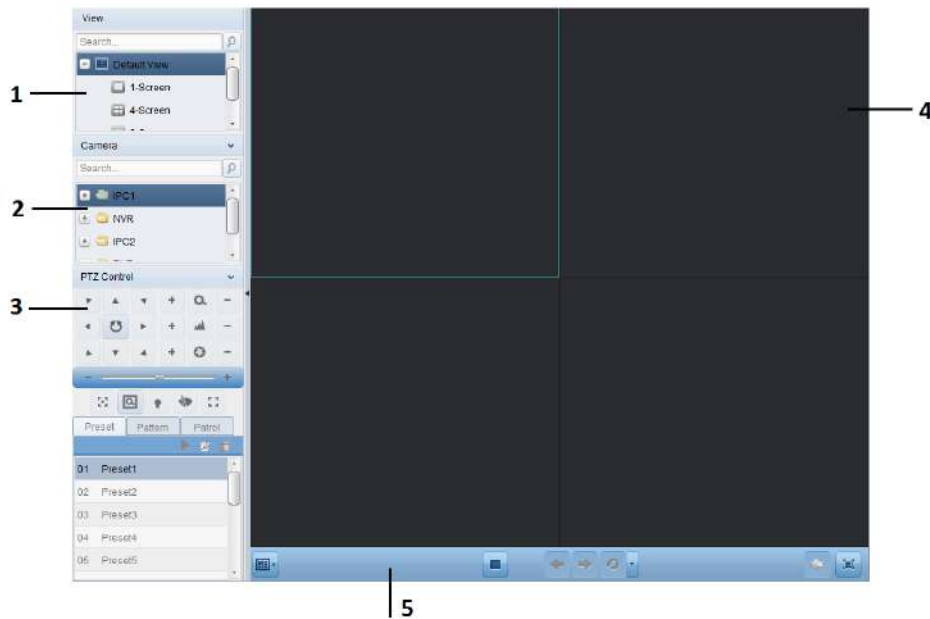 View
Search...
Default View
1-Screen
4-Screen
Camera
Search...
IPC1
NVR
IPC2
PTZ Control
Preset
Pattern
Patrol
01 Preset1
02 Preset2
03 Preset3
04 Preset4
05 Preset5
1
2
3
4
5